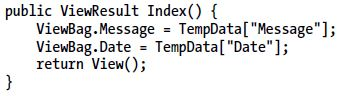 public ViewResult Index() {
    ViewBag.Message = TempData["Message"];
    ViewBag.Date = TempData["Date"];
    return View();
}